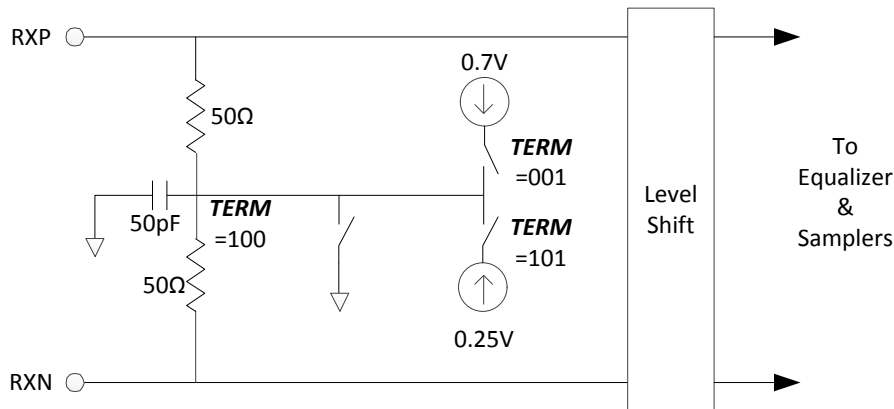 RXP
0.7V
50Ω
TERM
=001
50pF
TERM
=100
TERM
=101
50Ω
0.25V
RXN
Level
Shift
To
Equalizer
&
Samplers